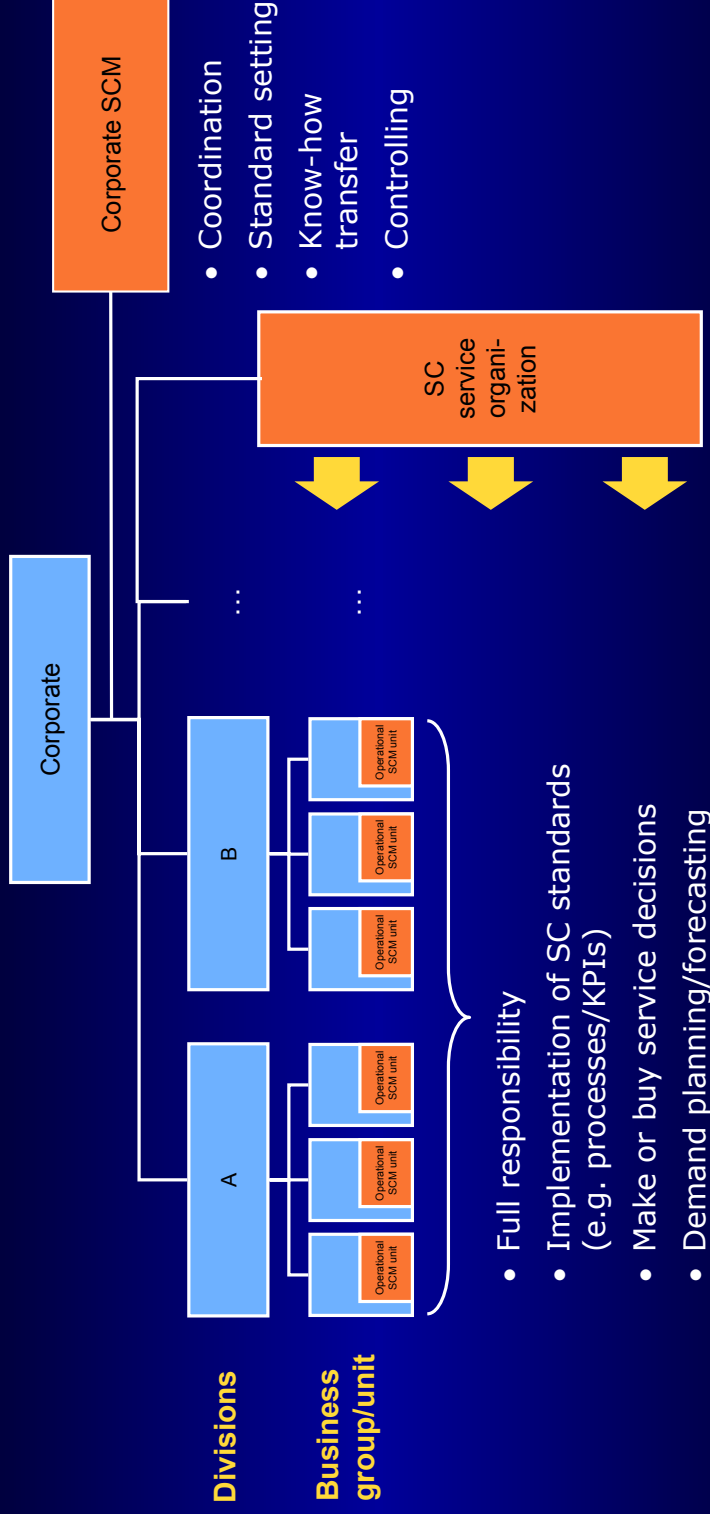 Corporate
Corporate SCM
• Coordination
• Standard setting
• Know-how
transfer
• Controlling
Divisions
A
B
...
Business
group/unit
Operational
SCM unit
Operational
SCM unit
Operational
SCM unit
Operational
SCM unit
Operational
SCM unit
Operational
SCM unit
...
SC
service
organi-
zation
• Full responsibility
• Implementation of SC standards
(e.g. processes/KPIs)
• Make or buy service decisions
• Demand planning/forecasting